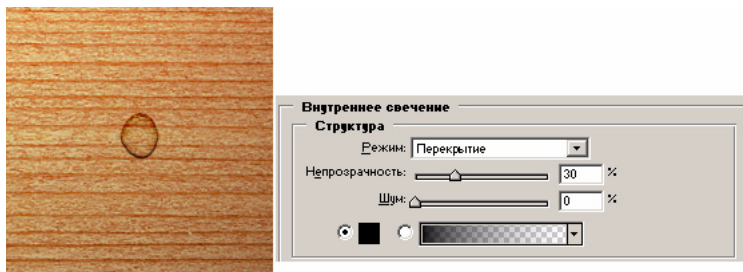 Внутреннее свечение
Структура
Режим: Перекрытие
Непрозрачность: 30 %
Шум: 0 %